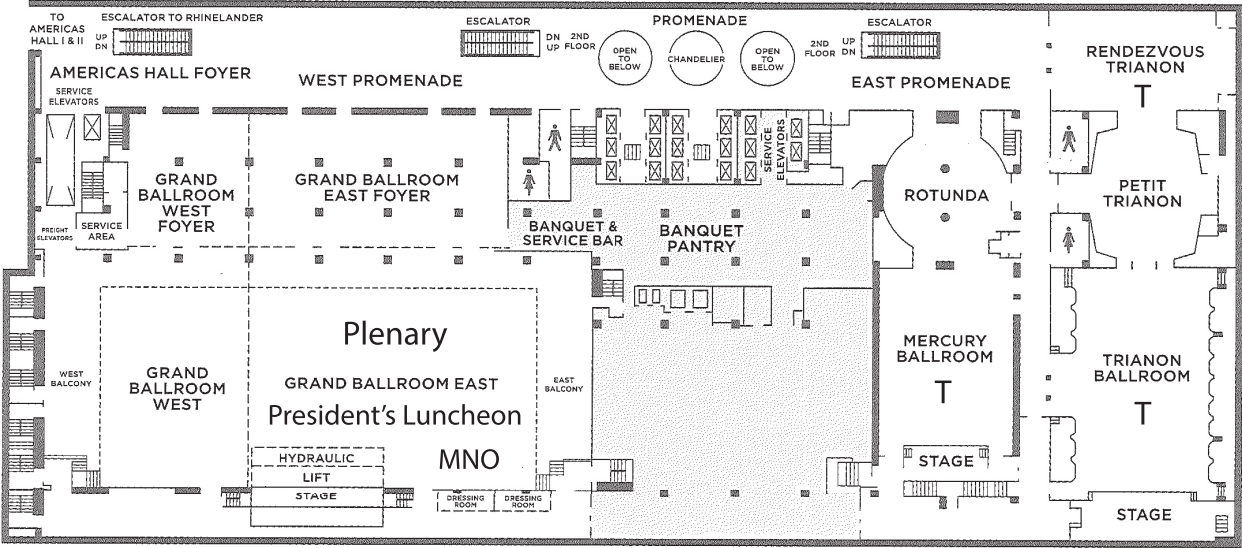 TO
AMERICAS
HALL I & II
ESCALATOR TO RHINELANDER
UP
DN
ESCALATOR
DN
UP
2ND
FLOOR
PROMENADE
OPEN
TO
BELOW
CHANDELIER
OPEN
TO
BELOW
ESCALATOR
2ND
FLOOR
UP
DN
RENDEZVOUS
TRIANON
T
AMERICAS HALL FOYER
WEST PROMENADE
EAST PROMENADE
SERVICE
ELEVATORS
SERVICE
ELEVATORS
GRAND
BALLROOM
WEST
FOYER
GRAND BALLROOM
EAST FOYER
ROTUNDA
PETIT
TRIANON
FREIGHT
ELEVATORS
SERVICE
AREA
BANQUET &
SERVICE BAR
BANQUET
PANTRY
Plenary
WEST
BALCONY
GRAND
BALLROOM
WEST
GRAND BALLROOM EAST
EAST
BALCONY
President's Luncheon
MERCURY
BALLROOM
T
TRIANON
BALLROOM
T
MNO
HYDRAULIC
LIFT
STAGE
DRESSING
ROOM
DRESSING
ROOM
STAGE
STAGE